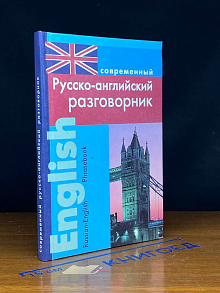 современный
Русско-английский
разговорник
English
Russian-English
Phrasebook
современный русско-английский разговорник